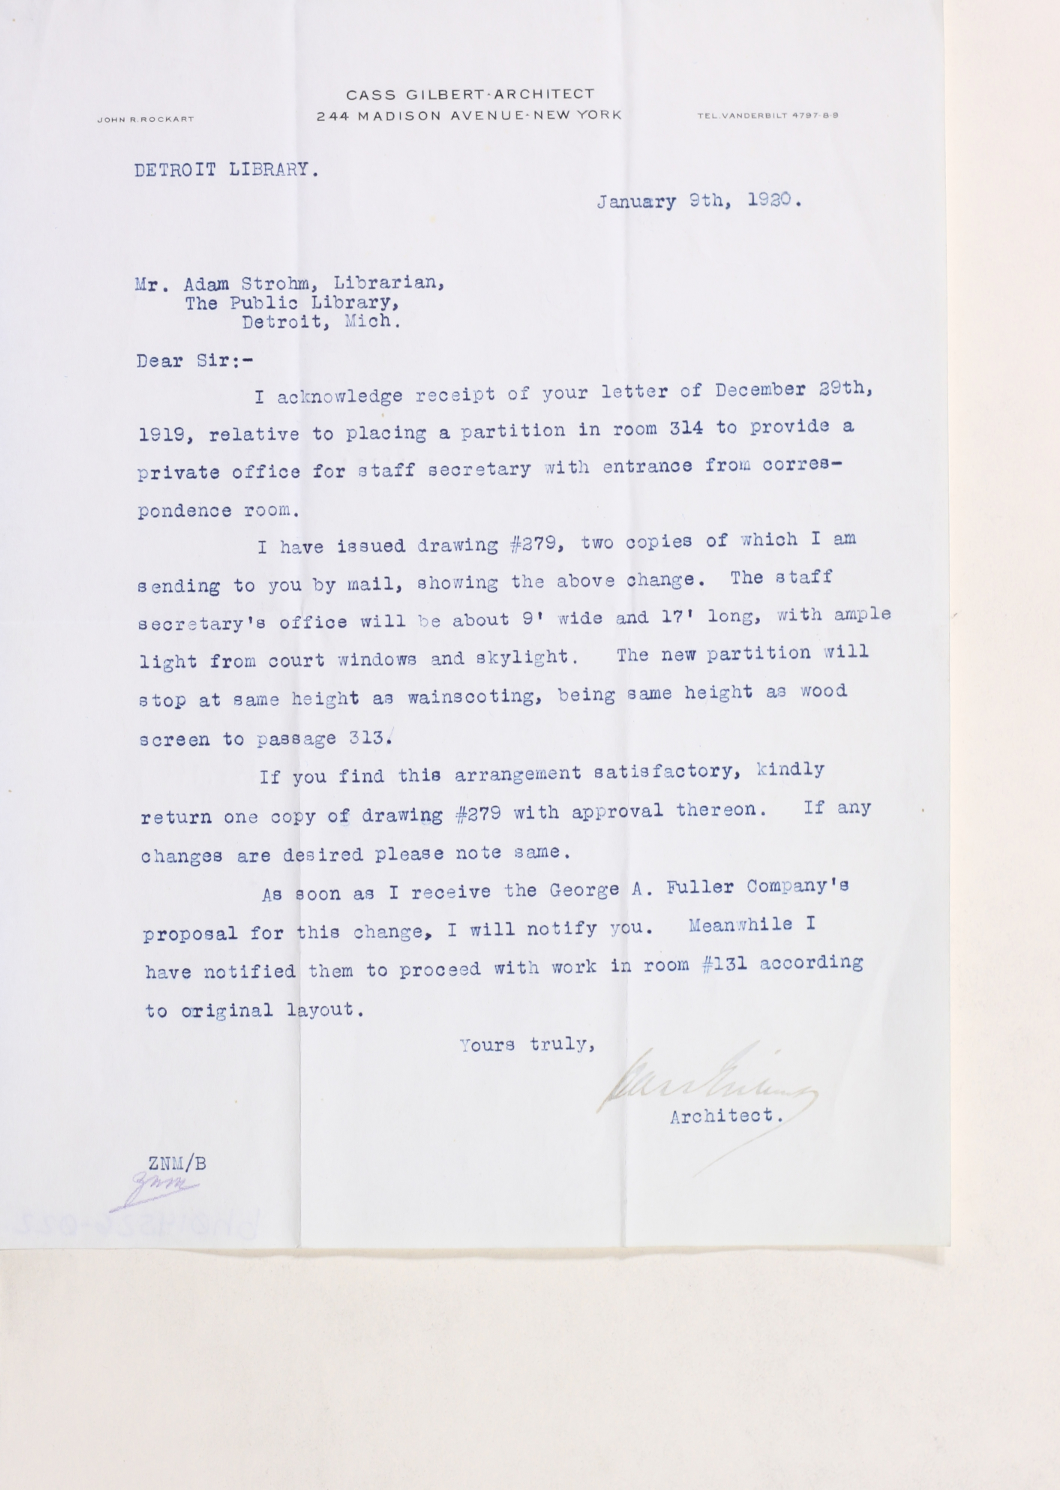 CASS GILBERT·ARCHITECT
244 MADISON AVENUE·NEW YORK
JOHN R. ROCKART
TEL. VANDERBILT 4797-8-9
DETROIT LIBRARY.
January 9th, 1920.
Mr. Adam Strohm, Librarian,
The Public Library,
Detroit, Mich.
Dear Sir:-
I acknowledge receipt of your letter of December 29th,
1919, relative to placing a partition in room 314 to provide a
private office for staff secretary with entrance from corres-
pondence room.
I have issued drawing #279, two copies of which I am
sending to you by mail, showing the above change. The staff
secretary's office will be about 9' wide and 17' long, with ample
light from court windows and skylight. The new partition will
stop at same height as wainscoting, being same height as wood
screen to passage 313.
If you find this arrangement satisfactory, kindly
return one copy of drawing #279 with approval thereon. If any
changes are desired please note same.
As soon as I receive the George A. Fuller Company's
proposal for this change, I will notify you. Meanwhile I
have notified them to proceed with work in room #131 according
to original layout.
Yours truly,
Cass Gilbert
Architect.
ZNM/B
znm